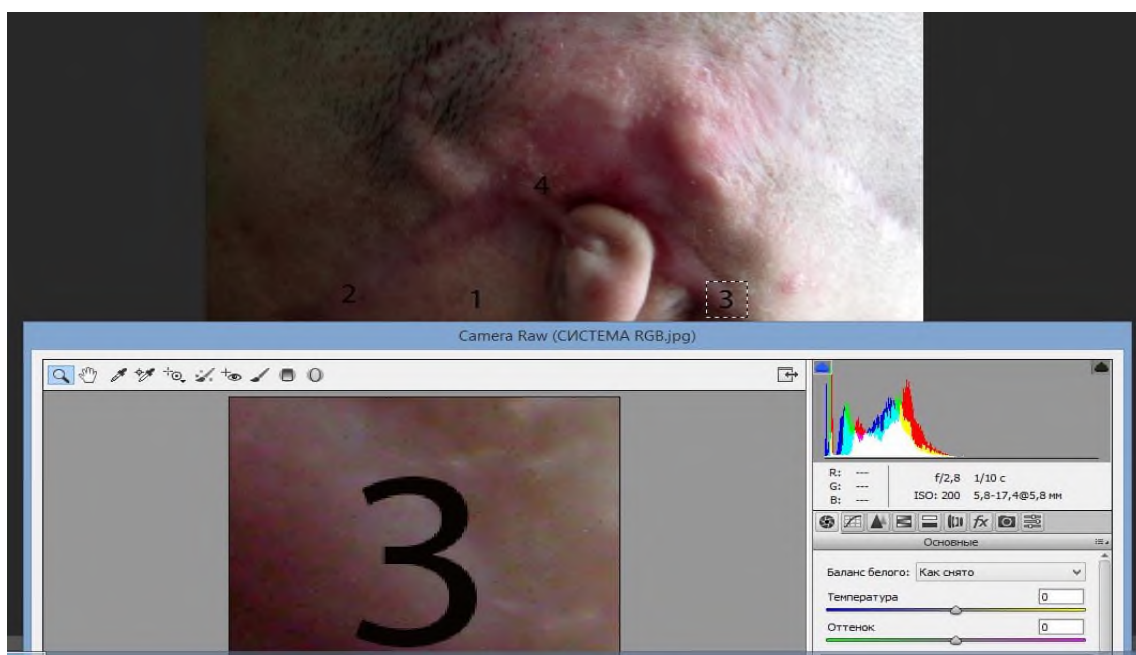 4
2 1 3
Camera Raw (СИСТЕМА RGB.jpg)
3
R: ---
G: ---
B: ---
f/2,8 1/10 с
ISO: 200 5,8-17,4@5,8 мм
fx
Основные
Баланс белого: Как снято
Температура 0
Оттенок 0